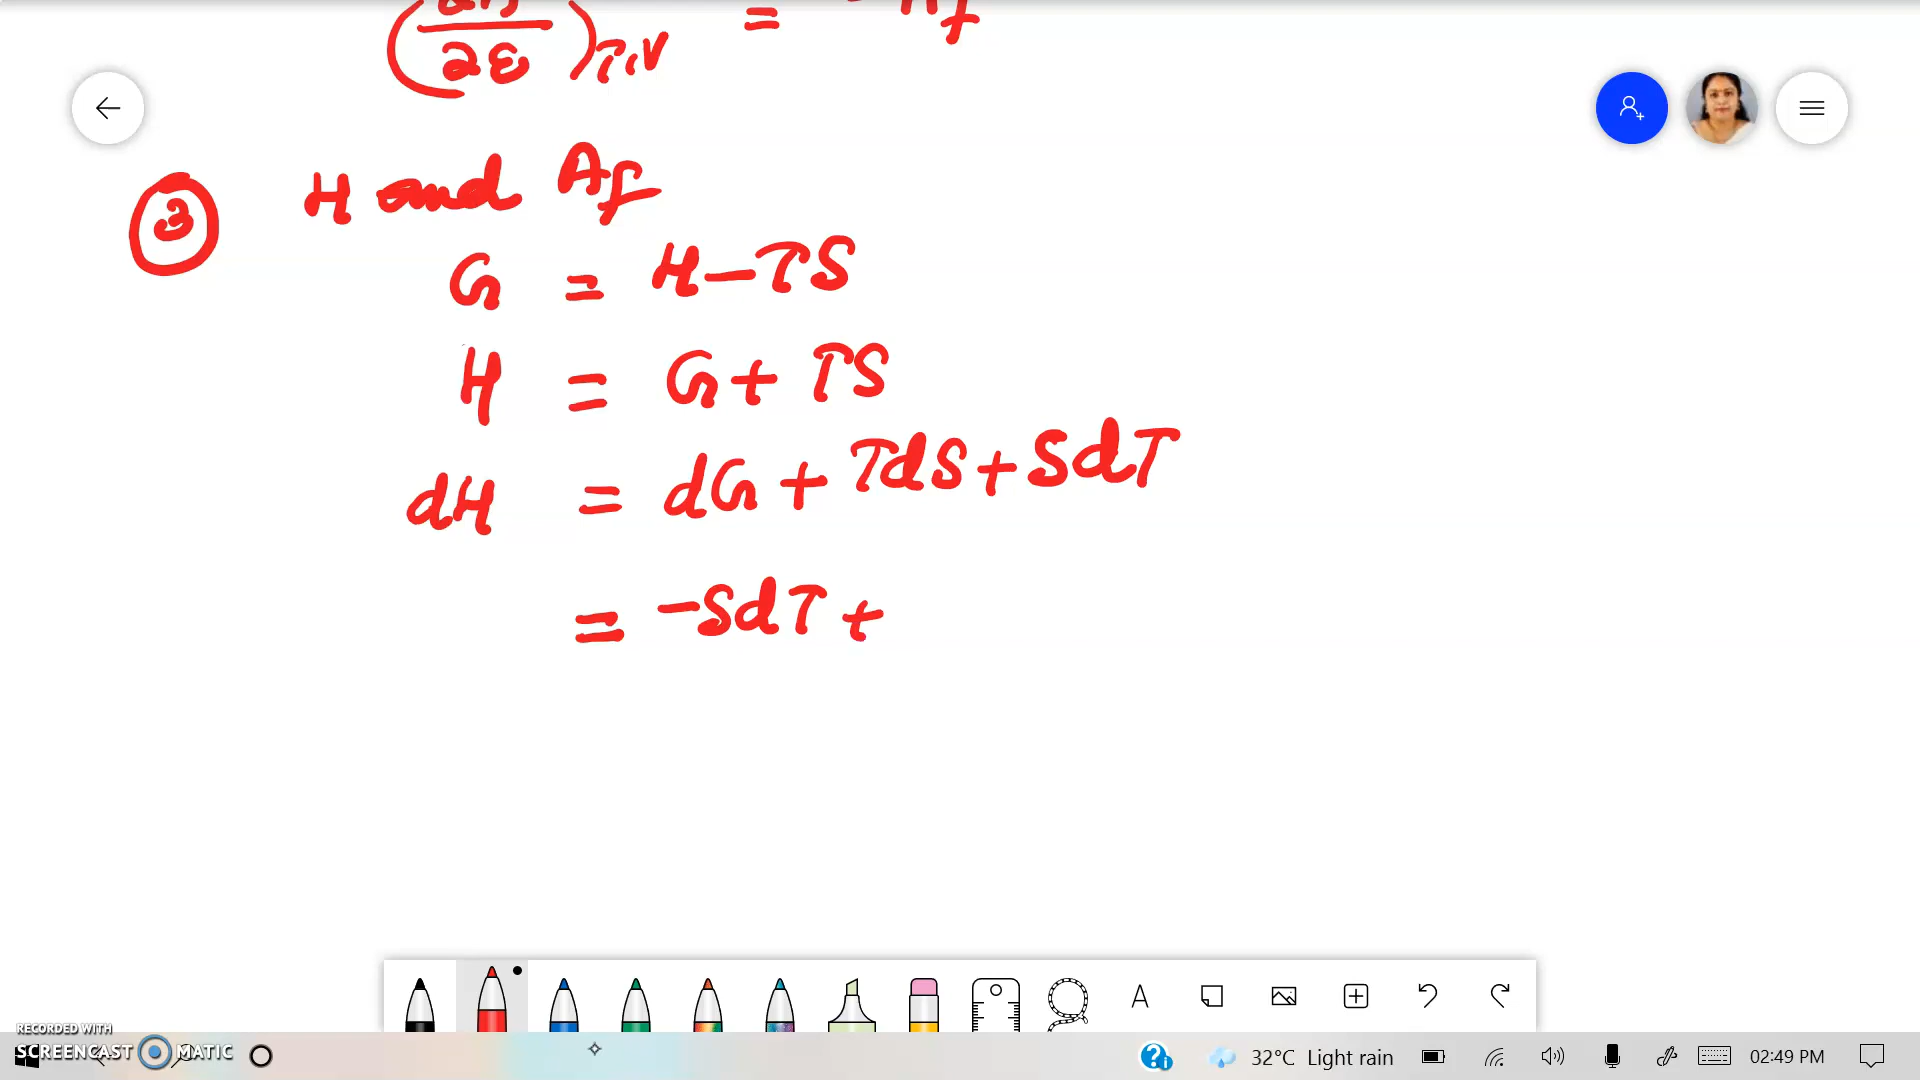 ∂ε )T,V = Af
③ H and Af
G = H-TS
H = G+ TS
dH = dG + TdS + SdT
= -SdT +
A
RECORDED WITH
SCREENCAST MATIC
32°C Light rain
02:49 PM